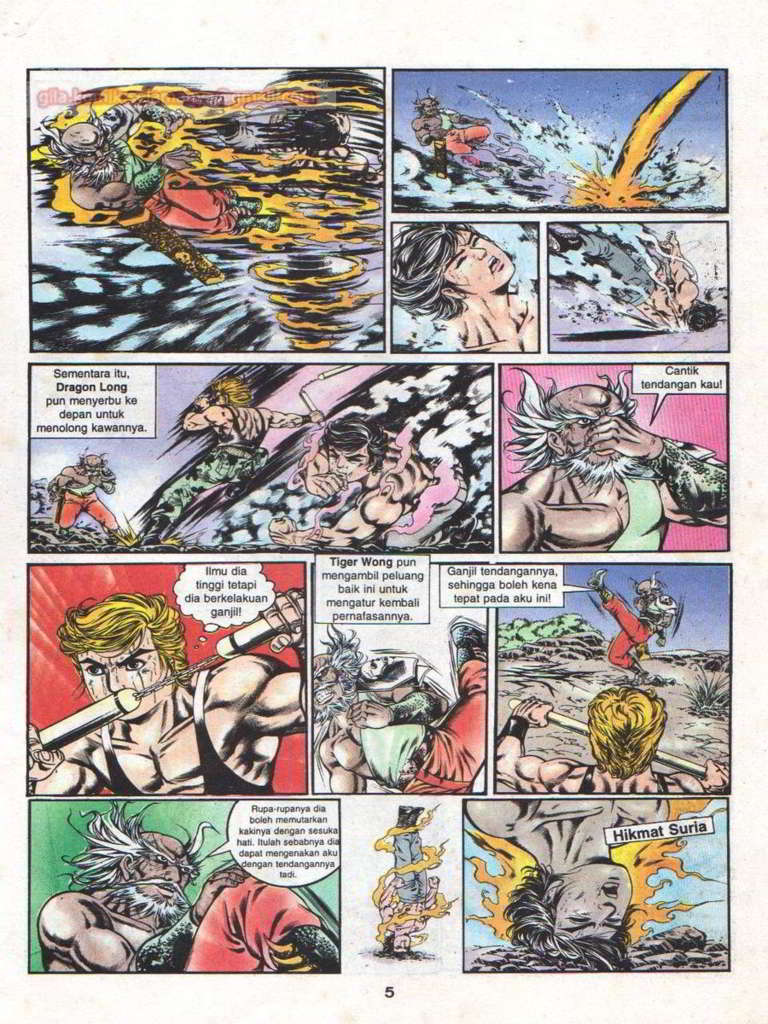 Sementara itu,
Dragon Long
pun menyerbu ke
depan untuk
menolong kawannya.
Cantik
tendangan kau!
Ilmu dia
tinggi tetapi
dia berkelakuan
ganjil!
Tiger Wong pun
mengambil peluang
baik ini untuk
mengatur kembali
pernafasannya.
Ganjil tendangannya,
sehingga boleh kena
tepat pada aku ini!
Rupa-rupanya dia
boleh memutarkan
kakinya dengan sesuka
hati. Itulah sebabnya dia
dapat mengenakan aku
dengan tendangannya
tadi.
Hikmat Suria
5